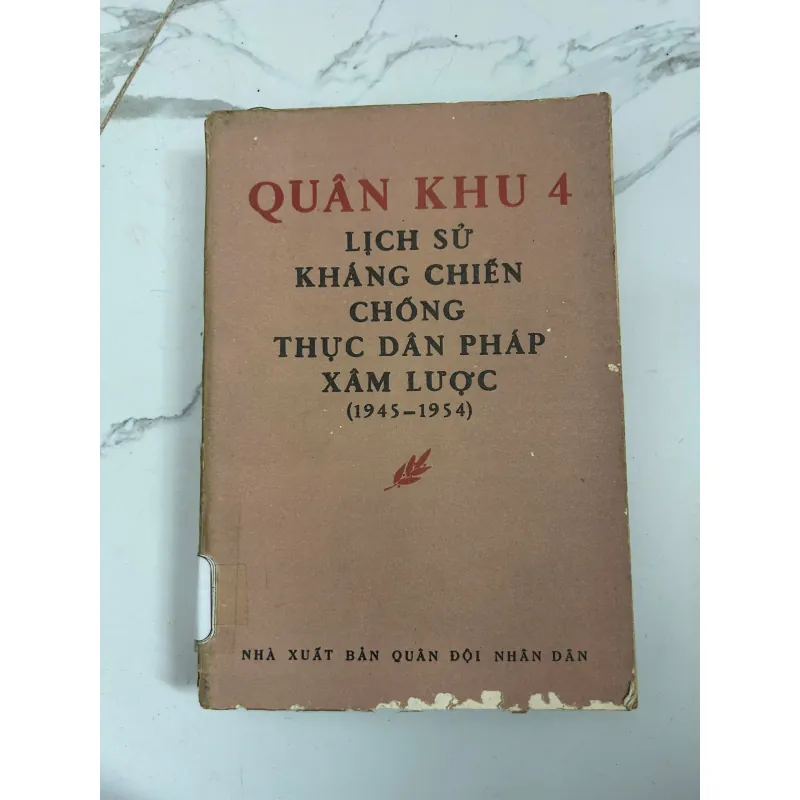 QUÂN KHU 4
LỊCH SỬ
KHÁNG CHIẾN
CHỐNG
THỰC DÂN PHÁP
XÂM LƯỢC
(1945-1954)
NHÀ XUẤT BẢN QUÂN ĐỘI NHÂN DÂN